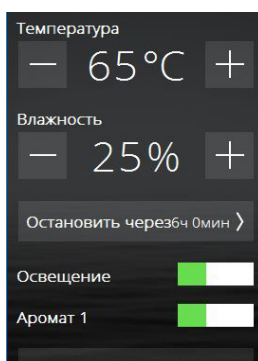 Температура
— 65°C +
Влажность
— 25% +
Остановить через6ч 0мин 〉
Освещение
Аромат 1